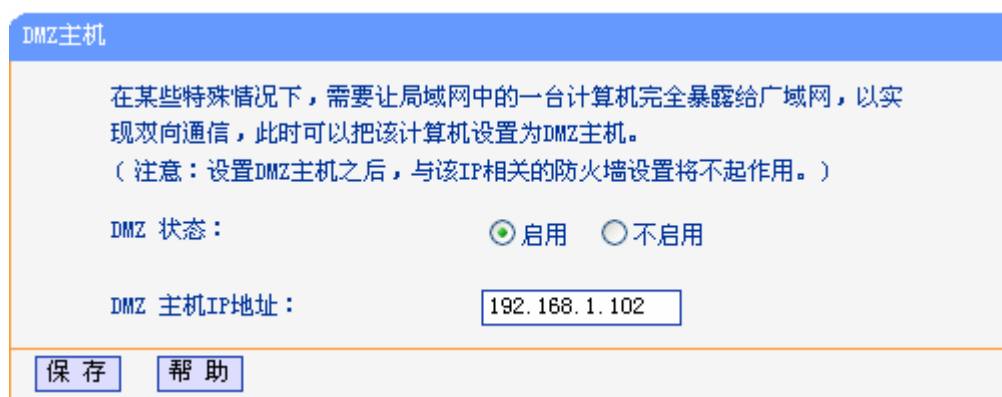 DMZ主机
在某些特殊情况下，需要让局域网中的一台计算机完全暴露给广域网，以实
现双向通信，此时可以把该计算机设置为DMZ主机。
（注意：设置DMZ主机之后，与该IP相关的防火墙设置将不起作用。）
DMZ 状态： 启用 不启用
DMZ 主机IP地址： 192.168.1.102
保 存 帮 助